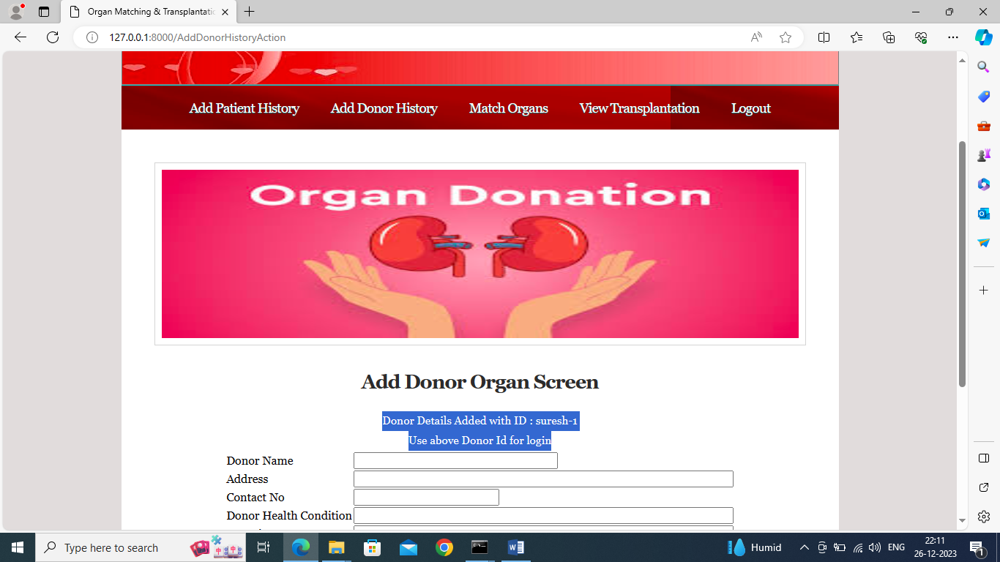 Organ Matching & Transplantatic
127.0.0.1:8000/AddDonorHistoryAction
Add Patient History Add Donor History Match Organs View Transplantation Logout
Organ Donation
Add Donor Organ Screen
Donor Details Added with ID : suresh-1
Use above Donor Id for login
Donor Name
Address
Contact No
Donor Health Condition
Type here to search
Humid
ENG
22:11
26-12-2023
1